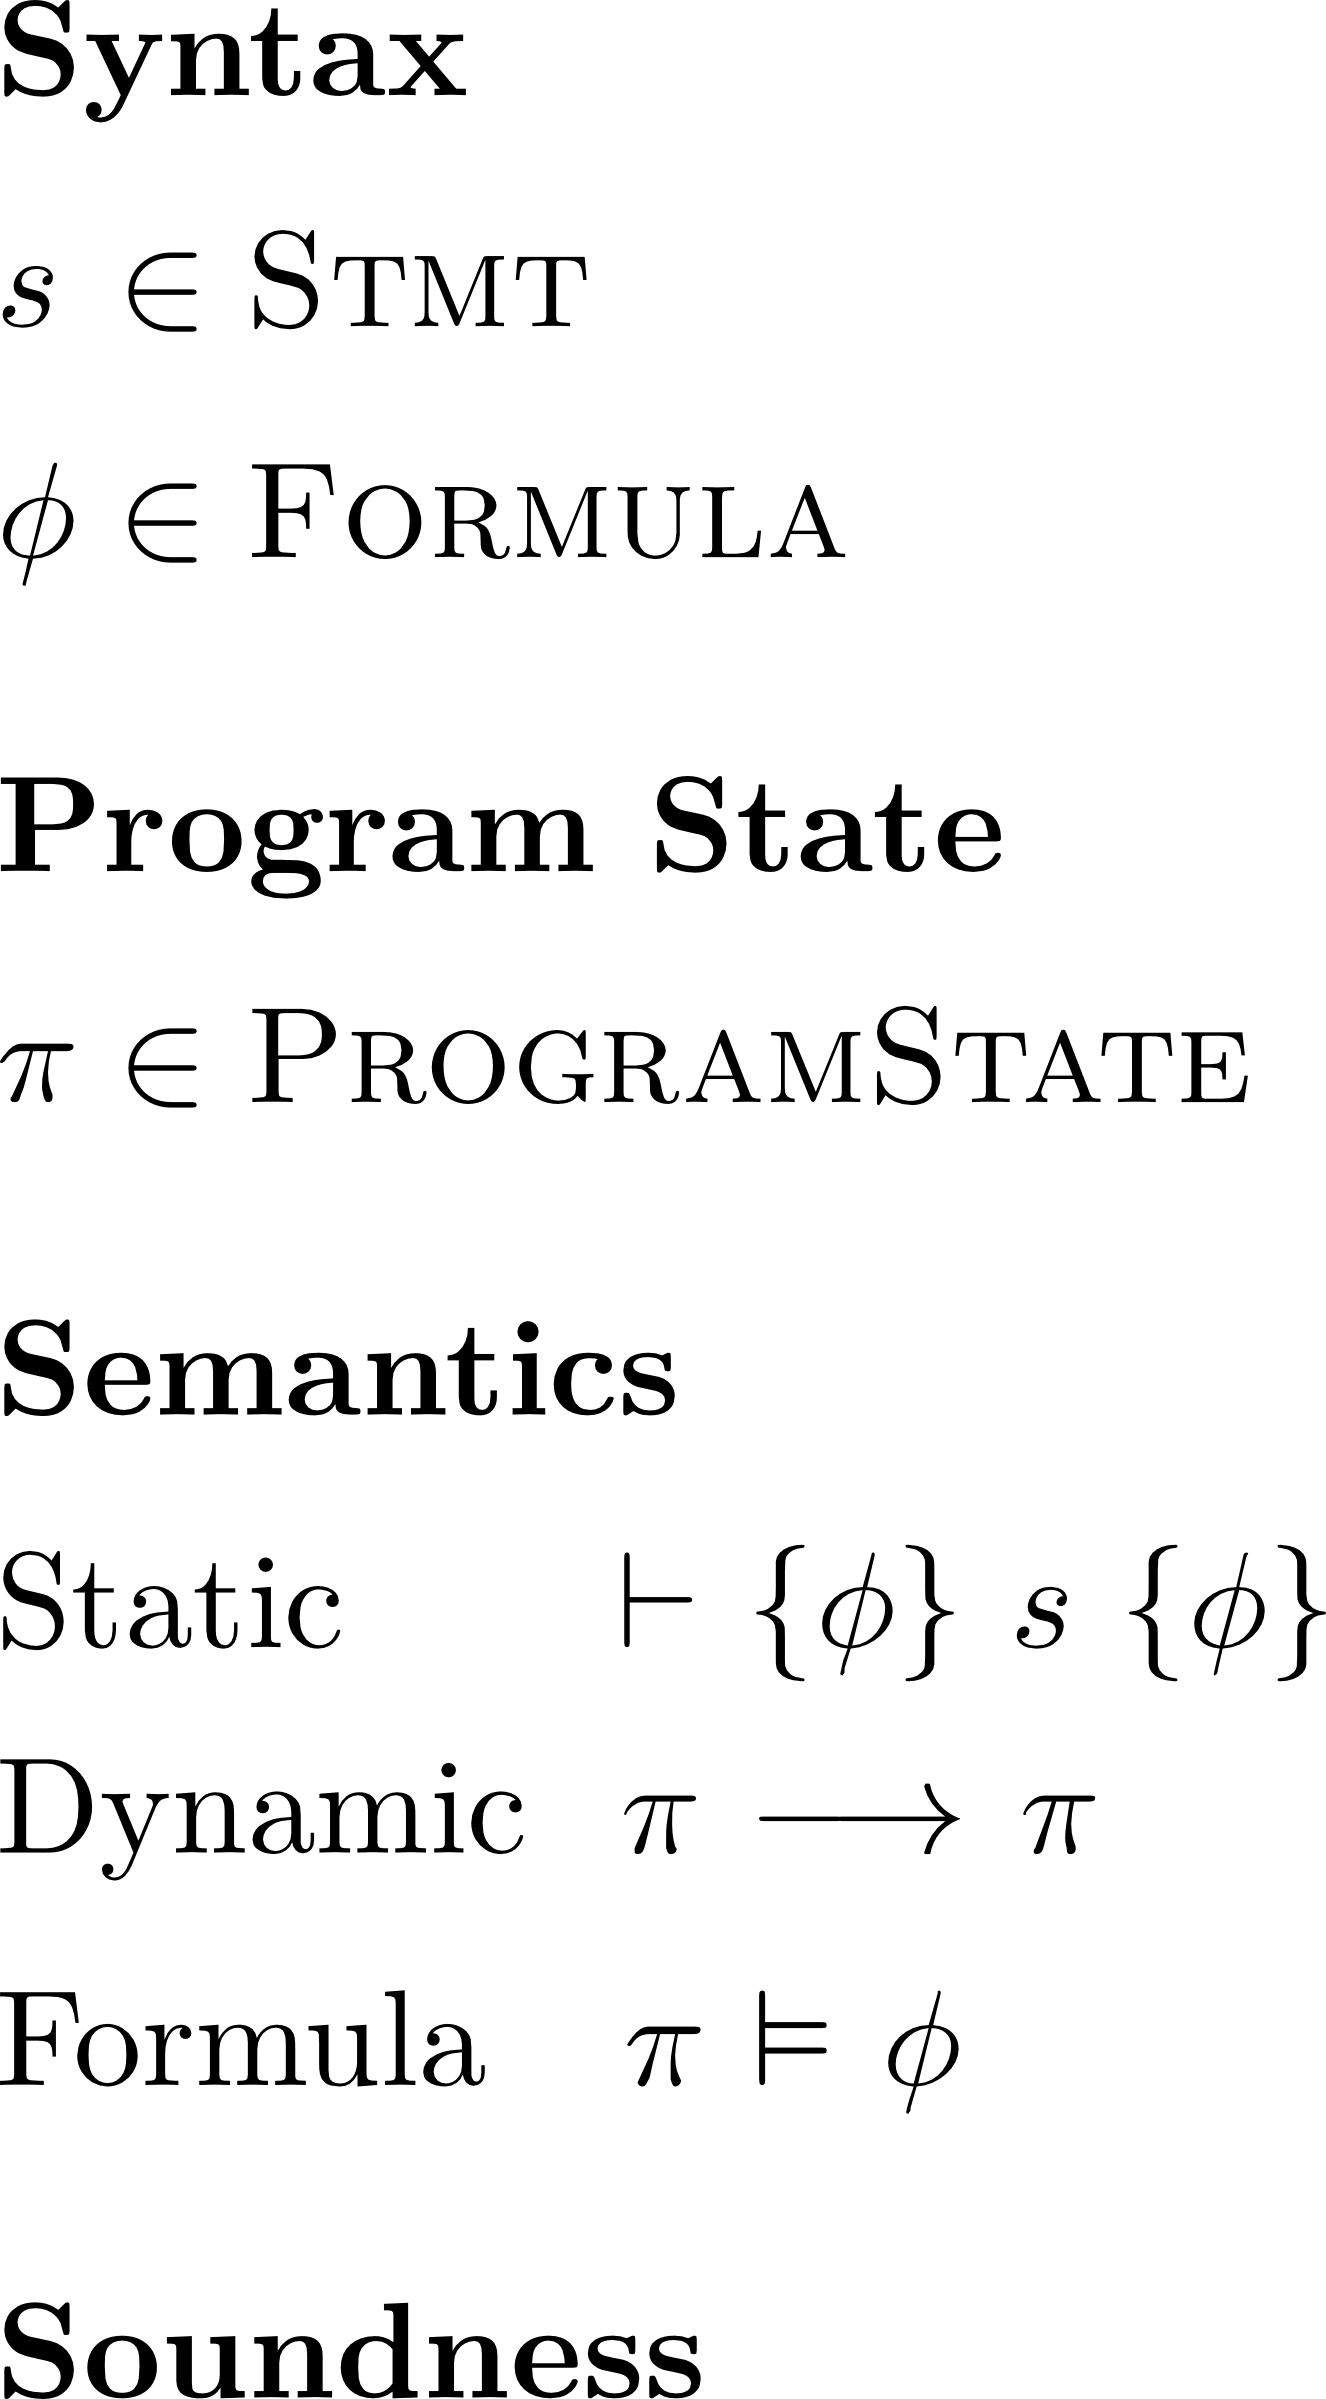 Syntax
s ∈ STMT
ϕ ∈ FORMULA
Program State
π ∈ PROGRAMSTATE
Semantics
Static ⊢ {ϕ} s {ϕ}
Dynamic π ⟶ π
Formula π ⊨ ϕ
Soundness